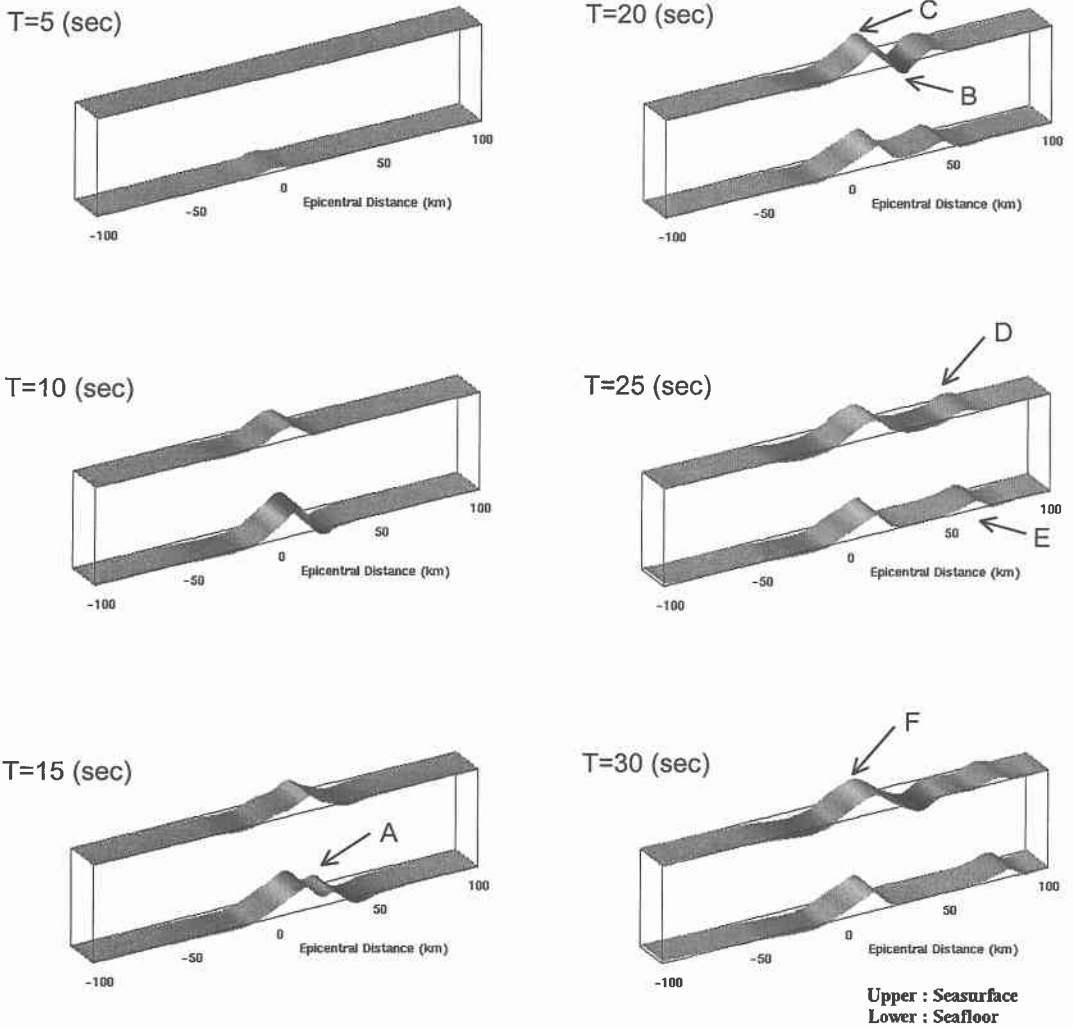 T=5 (sec)
100
50
0
Epicentral Distance (km)
-50
-100
T=20 (sec)
C
B
100
50
0
Epicentral Distance (km)
-50
-100
T=10 (sec)
100
50
0
Epicentral Distance (km)
-50
-100
T=25 (sec)
D
100
50
E
0
Epicentral Distance (km)
-50
-100
T=15 (sec)
A
100
50
0
Epicentral Distance (km)
-50
-100
T=30 (sec)
F
100
50
0
Epicentral Distance (km)
-50
-100
Upper : Seasurface
Lower : Seafloor